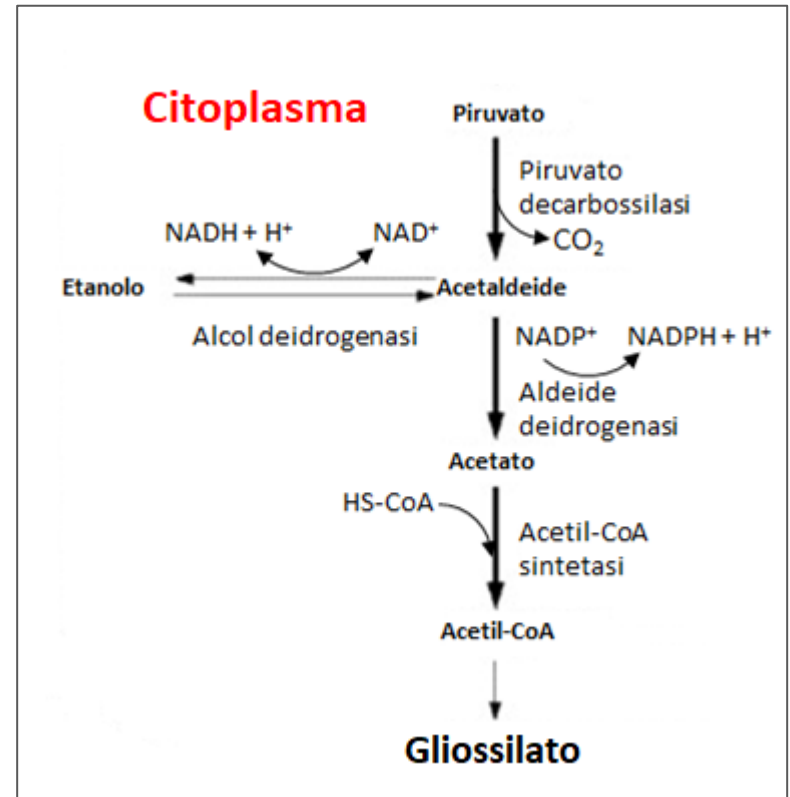 Citoplasma
Piruvato
Piruvato
decarbossilasi
CO₂
NADH + H⁺
NAD⁺
Etanolo
Acetaldeide
Alcol deidrogenasi
NADP⁺
NADPH + H⁺
Aldeide
deidrogenasi
Acetato
HS-CoA
Acetil-CoA
sintetasi
Acetil-CoA
Gliossilato